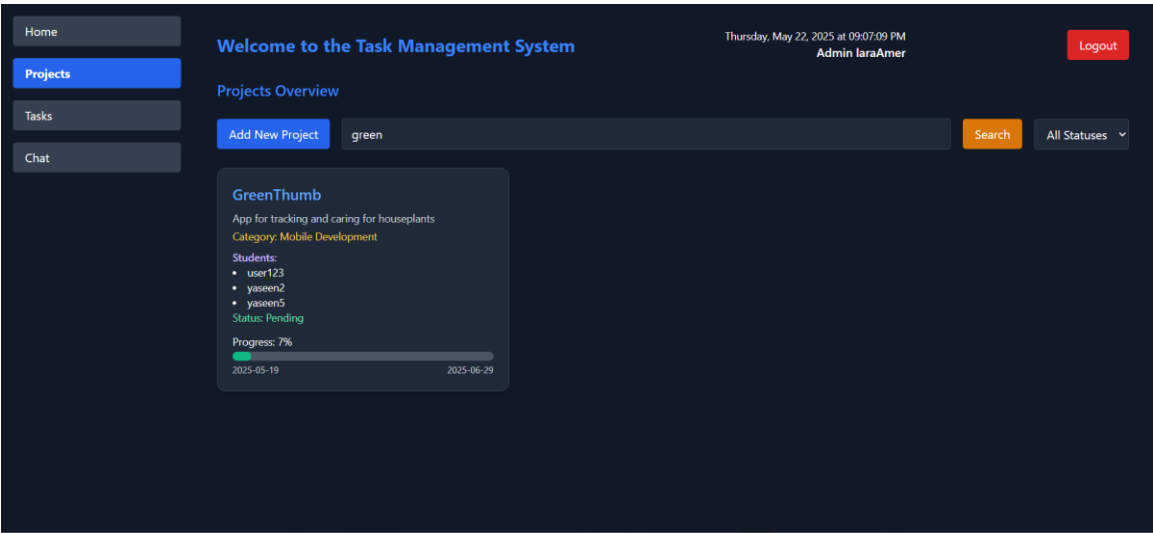 Home
Projects
Tasks
Chat
Welcome to the Task Management System
Thursday, May 22, 2025 at 09:07:09 PM
Admin laraAmer
Logout
Projects Overview
Add New Project
green
Search
All Statuses
GreenThumb
App for tracking and caring for houseplants
Category: Mobile Development
Students:
• user123
• yaseen2
• yaseen5
Status: Pending
Progress: 7%
2025-05-19 2025-06-29